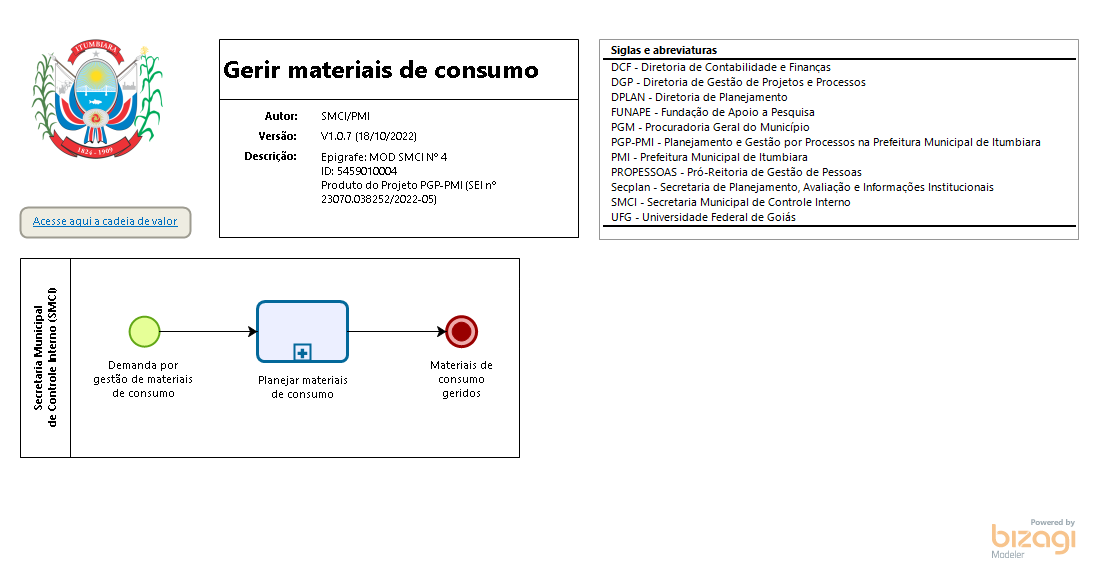 ITUMBIARA
1824 - 1909
Acesse aqui a cadeia de valor
Gerir materiais de consumo
Autor: SMCI/PMI
Versão: V1.0.7 (18/10/2022)
Descrição: Epigrafe: MOD SMCI Nº 4
ID: 5459010004
Produto do Projeto PGP-PMI (SEI nº
23070.038252/2022-05)
Siglas e abreviaturas
DCF - Diretoria de Contabilidade e Finanças
DGP - Diretoria de Gestão de Projetos e Processos
DPLAN - Diretoria de Planejamento
FUNAPE - Fundação de Apoio a Pesquisa
PGM - Procuradoria Geral do Município
PGP-PMI - Planejamento e Gestão por Processos na Prefeitura Municipal de Itumbiara
PMI - Prefeitura Municipal de Itumbiara
PROPESSOAS - Pró-Reitoria de Gestão de Pessoas
Secplan - Secretaria de Planejamento, Avaliação e Informações Institucionais
SMCI - Secretaria Municipal de Controle Interno
UFG - Universidade Federal de Goiás
Secretaria Municipal
de Controle Interno (SMCI)
Demanda por
gestão de materiais
de consumo
Planejar materiais
de consumo
Materiais de
consumo
geridos
Powered by
bizagi
Modeler